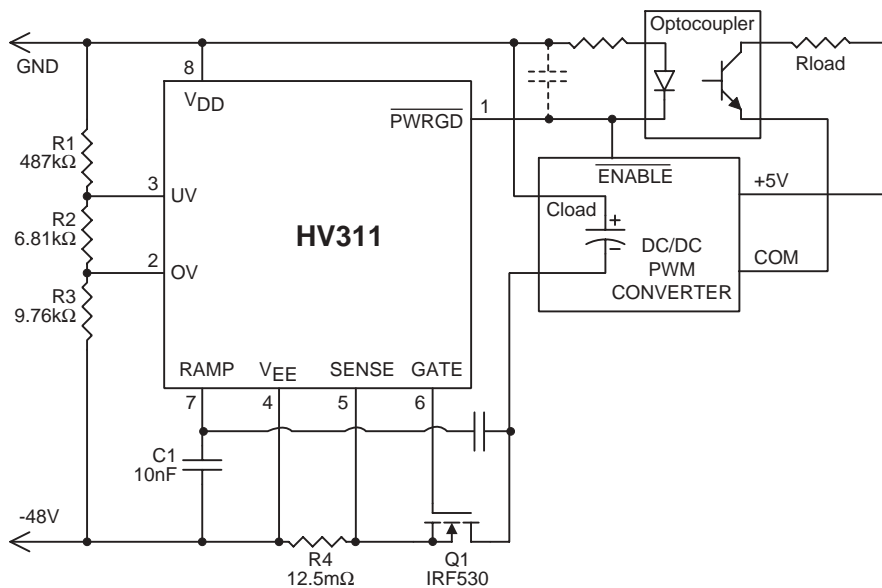 Optocoupler
GND
Rload
8
VDD
1
PWRGD
R1
487kΩ
3
UV
ENABLE
+5V
R2
6.81kΩ
HV311
Cload
+
−
DC/DC
PWM
CONVERTER
COM
2
OV
R3
9.76kΩ
RAMP
VEE
SENSE
GATE
7
4
5
6
C1
10nF
-48V
R4
12.5mΩ
Q1
IRF530